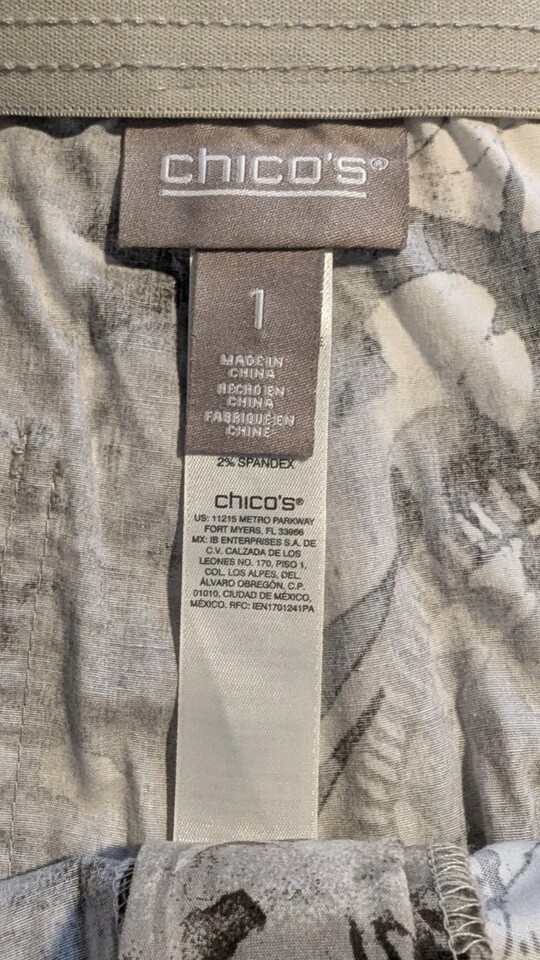 chico's®
1
MADE IN
CHINA
HECHO EN
CHINA
FABRIQUÉ EN
CHINE
2% SPANDEX
chico's®
US: 11215 METRO PARKWAY
FORT MYERS, FL 33966
MX: IB ENTERPRISES S.A. DE
C.V. CALZADA DE LOS
LEONES NO. 170, PISO 1,
COL. LOS ALPES, DEL.
ÁLVARO OBREGÓN, C.P.
01010, CIUDAD DE MÉXICO,
MÉXICO. RFC: IEN1701241PA